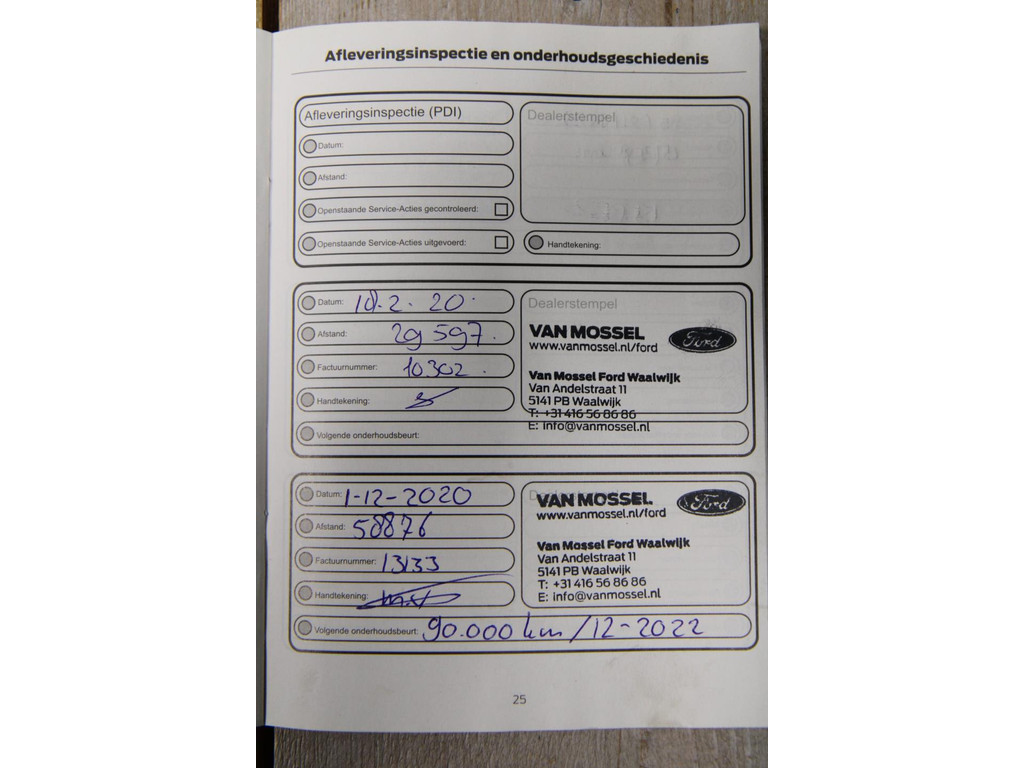 Afleveringsinspectie en onderhoudsgeschiedenis
Afleveringsinspectie (PDI)
Dealerstempel
Datum:
Afstand:
Openstaande Service-Acties gecontroleerd:
Openstaande Service-Acties uitgevoerd:
Handtekening:
Datum: 18.2.20
Afstand: 29597.
Factuurnummer: 10302.
Handtekening:
Volgende onderhoudsbeurt:
Dealerstempel
VAN MOSSEL
www.vanmossel.nl/ford
Ford
Van Mossel Ford Waalwijk
Van Andelstraat 11
5141 PB Waalwijk
T: +31 416 56 86 86
E: info@vanmossel.nl
Datum: 1-12-2020
Afstand: 58876
Factuurnummer: 13133
Handtekening:
Volgende onderhoudsbeurt: 90.000 km/12-2022
VAN MOSSEL
www.vanmossel.nl/ford
Ford
Van Mossel Ford Waalwijk
Van Andelstraat 11
5141 PB Waalwijk
T: +31 416 56 86 86
E: info@vanmossel.nl
25